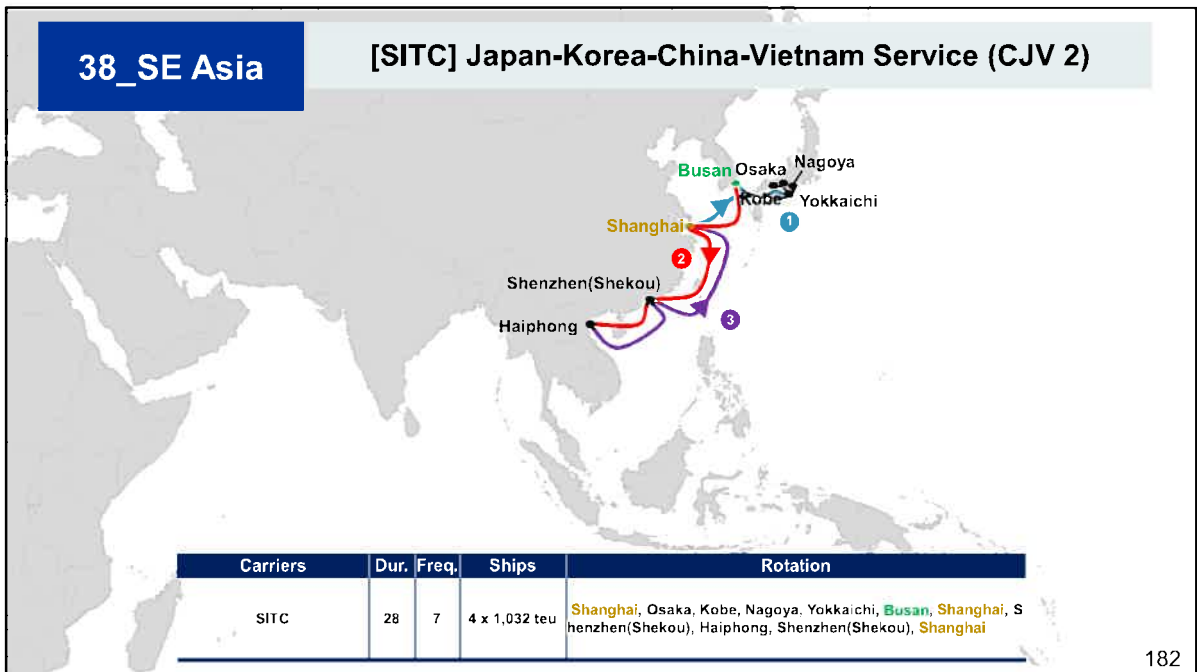 38_SE Asia
[SITC] Japan-Korea-China-Vietnam Service (CJV 2)
Busan
Osaka
Nagoya
Kobe
Yokkaichi
1
Shanghai
2
Shenzhen(Shekou)
Haiphong
3
Carriers Dur. Freq. Ships Rotation
SITC 28 7 4 x 1,032 teu Shanghai, Osaka, Kobe, Nagoya, Yokkaichi, Busan, Shanghai, S
henzhen(Shekou), Haiphong, Shenzhen(Shekou), Shanghai
182